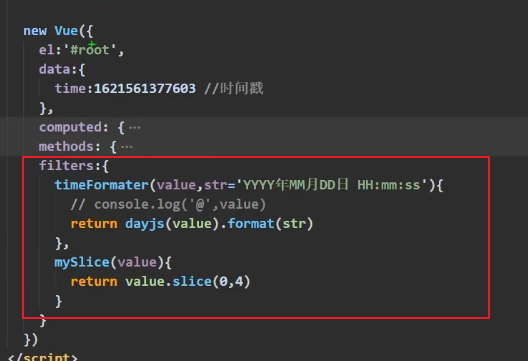 new Vue({
el:'#root',
data:{
time:1621561377603 //时间戳
},
computed: {…
methods: {…
filters:{
timeFormater(value,str='YYYY年MM月DD日 HH:mm:ss'){
// console.log('@',value)
return dayjs(value).format(str)
},
mySlice(value){
return value.slice(0,4)
}
}
})
</script>